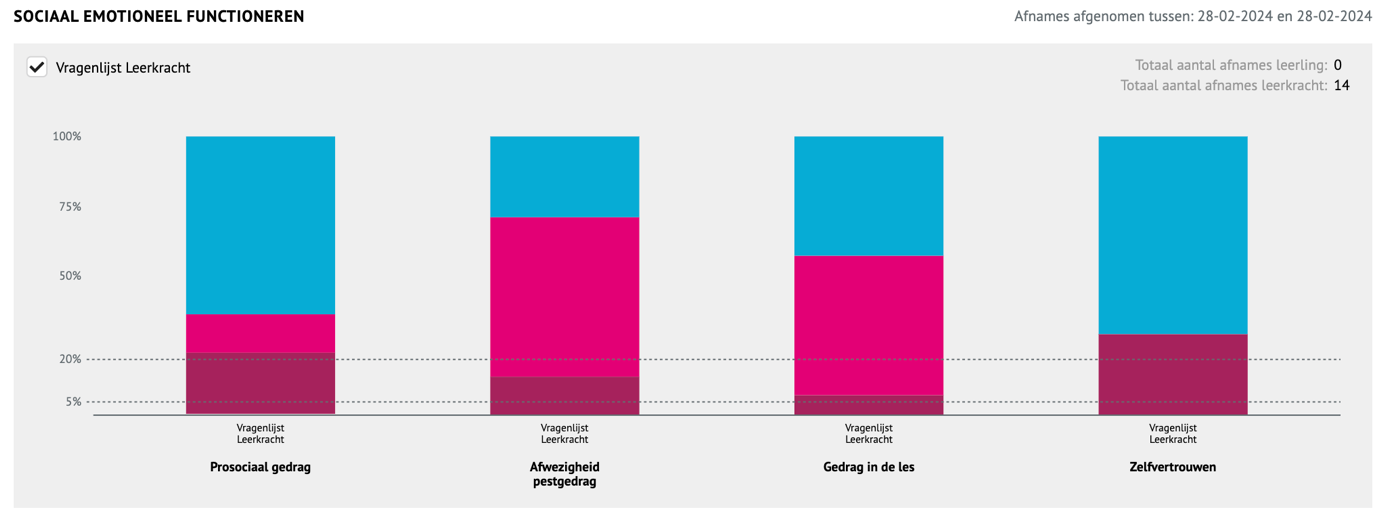 SOCIAAL EMOTIONEEL FUNCTIONEREN
Afnames afgenomen tussen: 28-02-2024 en 28-02-2024
Vragenlijst Leerkracht
Totaal aantal afnames leerling: 0
Totaal aantal afnames leerkracht: 14
100%
75%
50%
20%
5%
Vragenlijst
Leerkracht
Prosociaal gedrag
Vragenlijst
Leerkracht
Afwezigheid
pestgedrag
Vragenlijst
Leerkracht
Gedrag in de les
Vragenlijst
Leerkracht
Zelfvertrouwen